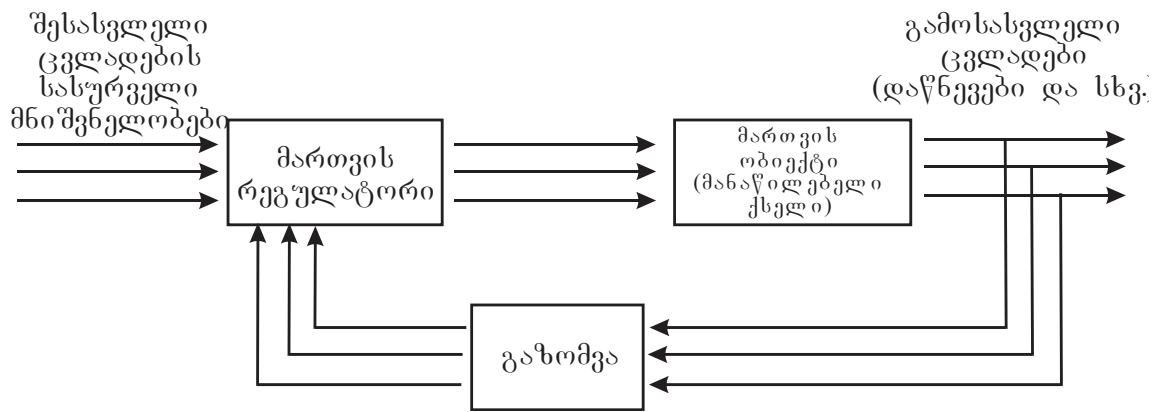 შესასვლელი
ცვლადების
სასურველი
მნიშვნელობები
მართვის
რეგულატორი
მართვის
ობიექტი
(მანაწილებელი
ქსელი)
გამოსასვლელი
ცვლადები
(დაწნევები და სხვ.)
გაზომვა